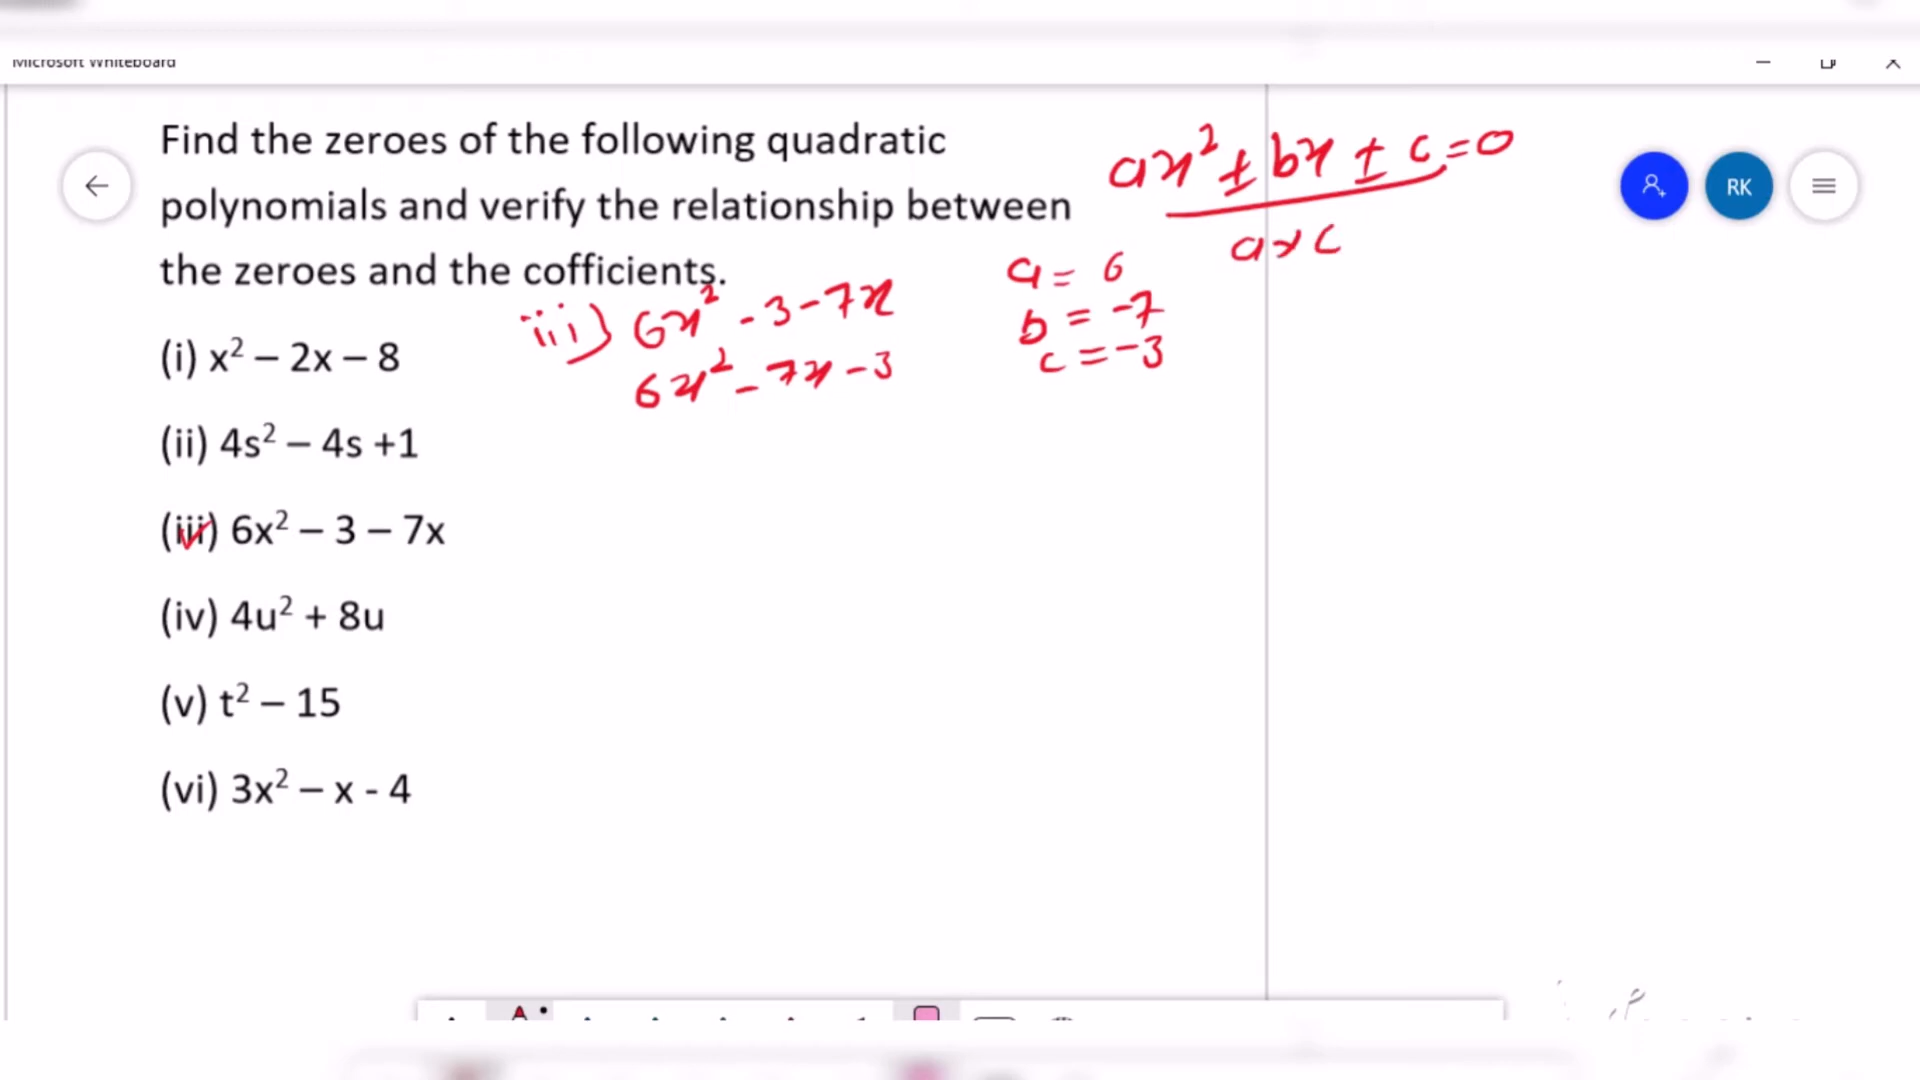 Microsoft Whiteboard
Find the zeroes of the following quadratic
polynomials and verify the relationship between
the zeroes and the cofficients.
ax² ± bx ± c = 0
a x c
RK
iii) 6x² - 3 - 7x
6x² - 7x - 3
a = 6
b = -7
c = -3
(i) x² – 2x – 8
(ii) 4s² – 4s +1
(iii) 6x² – 3 – 7x
(iv) 4u² + 8u
(v) t² – 15
(vi) 3x² – x - 4